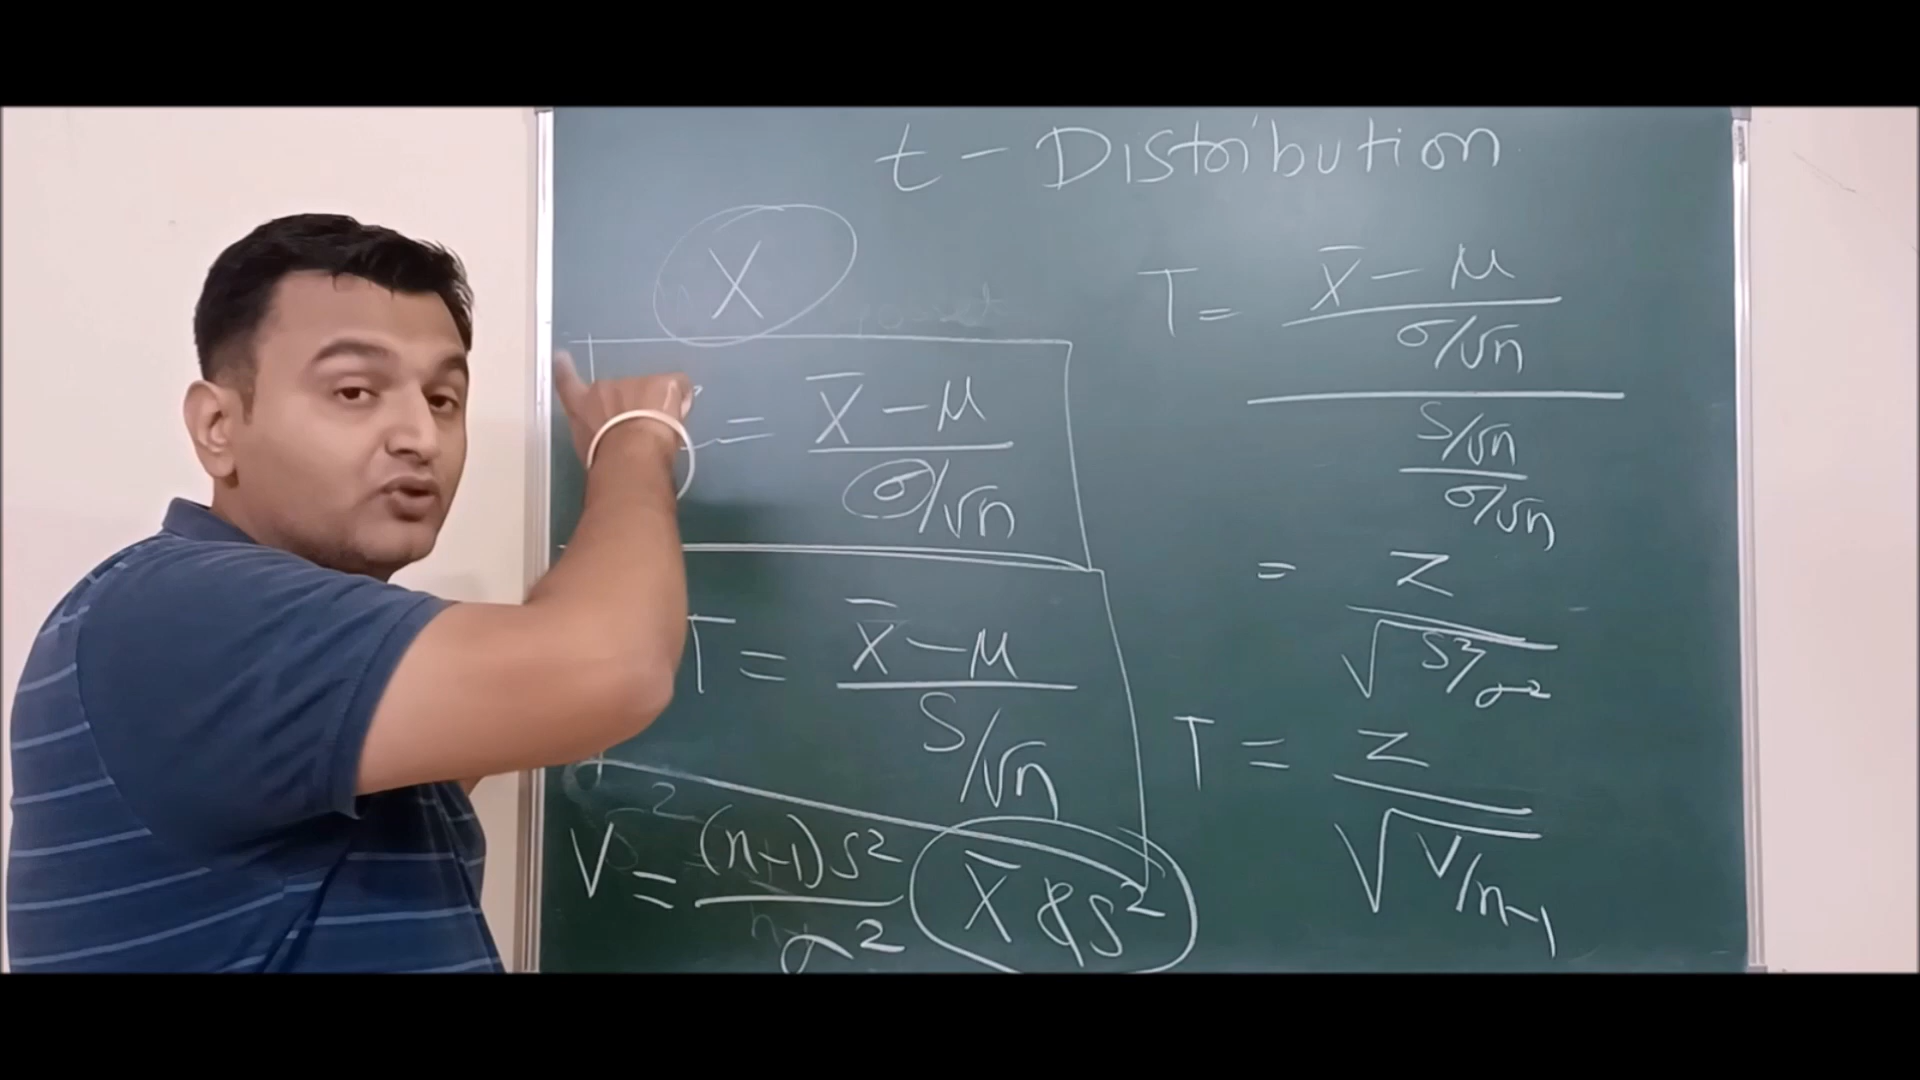 t - Distribution
X
= X̄ - μ
σ/√n
T = X̄ - μ
S/√n
V = (n-1)S²
σ²
X̄ & S²
T = X̄ - μ
σ/√n
S/√n
σ/√n
= Z
√S²/σ²
T = Z
√V/n-1